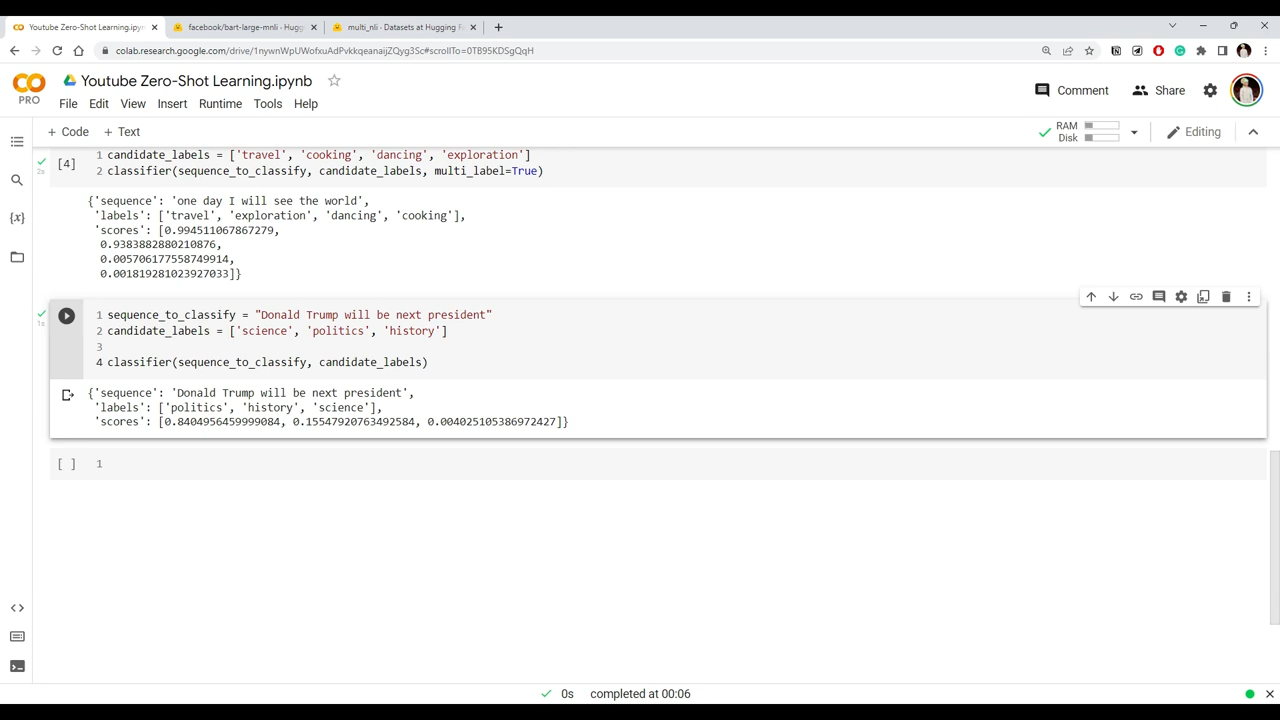 Youtube Zero-Shot Learning.ipyn
facebook/bart-large-mnli · Hugg
multi_nli · Datasets at Hugging F
colab.research.google.com/drive/1nywnWpUWofxuAdPvkkqeanaijZQyg3Sc#scrollTo=0TB95KDSgQqH
CO
PRO
Youtube Zero-Shot Learning.ipynb
File Edit View Insert Runtime Tools Help
Comment Share
+ Code + Text
RAM
Disk
Editing
[4]
1 candidate_labels = ['travel', 'cooking', 'dancing', 'exploration']
2s
2 classifier(sequence_to_classify, candidate_labels, multi_label=True)
{'sequence': 'one day I will see the world',
'labels': ['travel', 'exploration', 'dancing', 'cooking'],
'scores': [0.994511067867279,
0.9383882880210876,
0.005706177558749914,
0.001819281023927033]}
1 sequence_to_classify = "Donald Trump will be next president"
1s
2 candidate_labels = ['science', 'politics', 'history']
3
4 classifier(sequence_to_classify, candidate_labels)
{'sequence': 'Donald Trump will be next president',
'labels': ['politics', 'history', 'science'],
'scores': [0.8404956459999084, 0.15547920763492584, 0.004025105386972427]}
[ ] 1
0s completed at 00:06